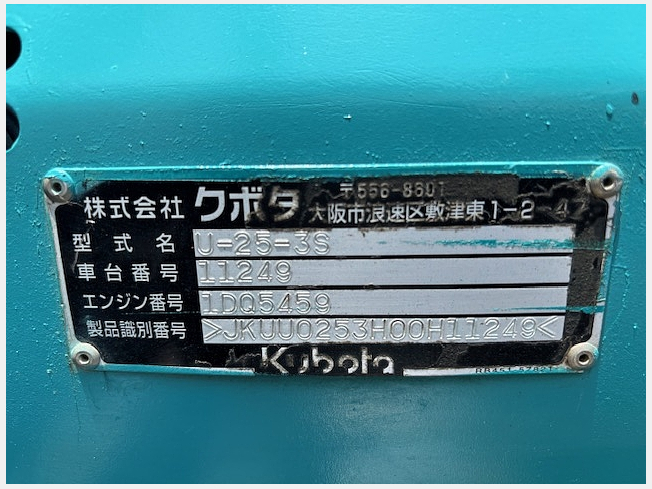 〒556-8601
株式会社 クボタ 大阪市浪速区敷津東1-2-47
型式名 U-25-3S
車台番号 11249
エンジン番号 1DQ5459
製品識別番号 >JKUU0253H00H11249<
Kubota